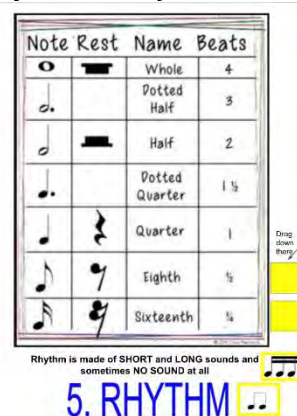 Note Rest Name Beats
Whole 4
Dotted
Half 3
Half 2
Dotted
Quarter 1 ½
Quarter 1
Eighth ½
Sixteenth ¼
Drag
down
there
Rhythm is made of SHORT and LONG sounds and
sometimes NO SOUND at all
5. RHYTHM